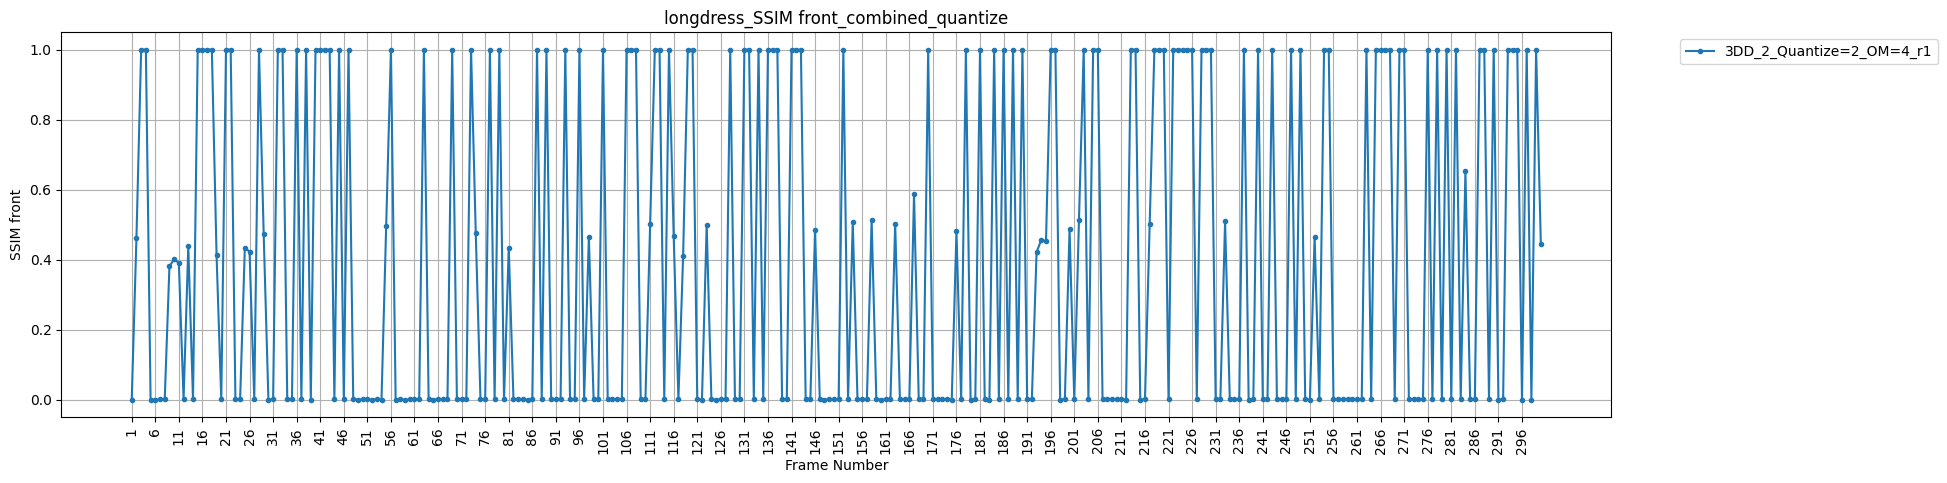 longdress_SSIM front_combined_quantize
3DD_2_Quantize=2_OM=4_r1
SSIM front
1.0
0.8
0.6
0.4
0.2
0.0
1 6 11 16 21 26 31 36 41 46 51 56 61 66 71 76 81 86 91 96 101 106 111 116 121 126 131 136 141 146 151 156 161 166 171 176 181 186 191 196 201 206 211 216 221 226 231 236 241 246 251 256 261 266 271 276 281 286 291 296
Frame Number